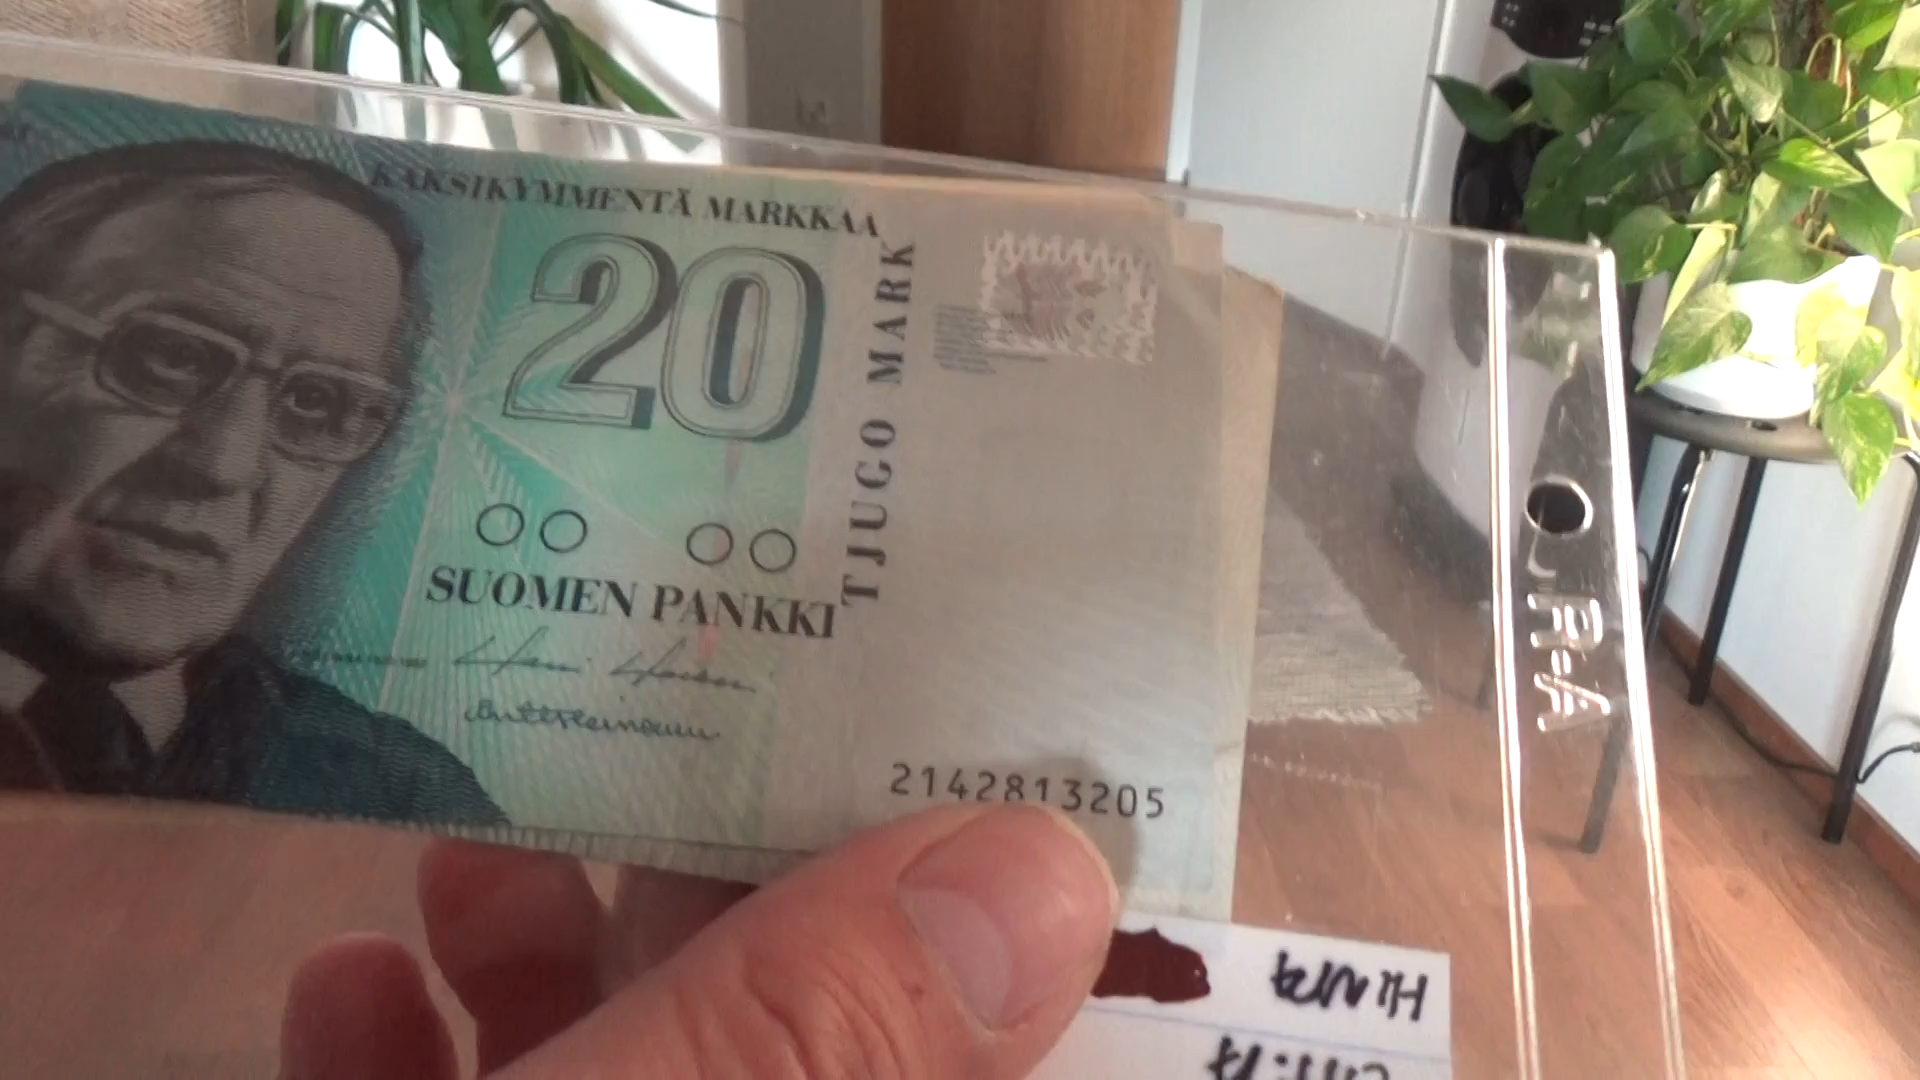 KAKSIKYMMENTÄ MARKKAA
20
TJUGO MARK
SUOMEN PANKKI
2142813205
Hinta